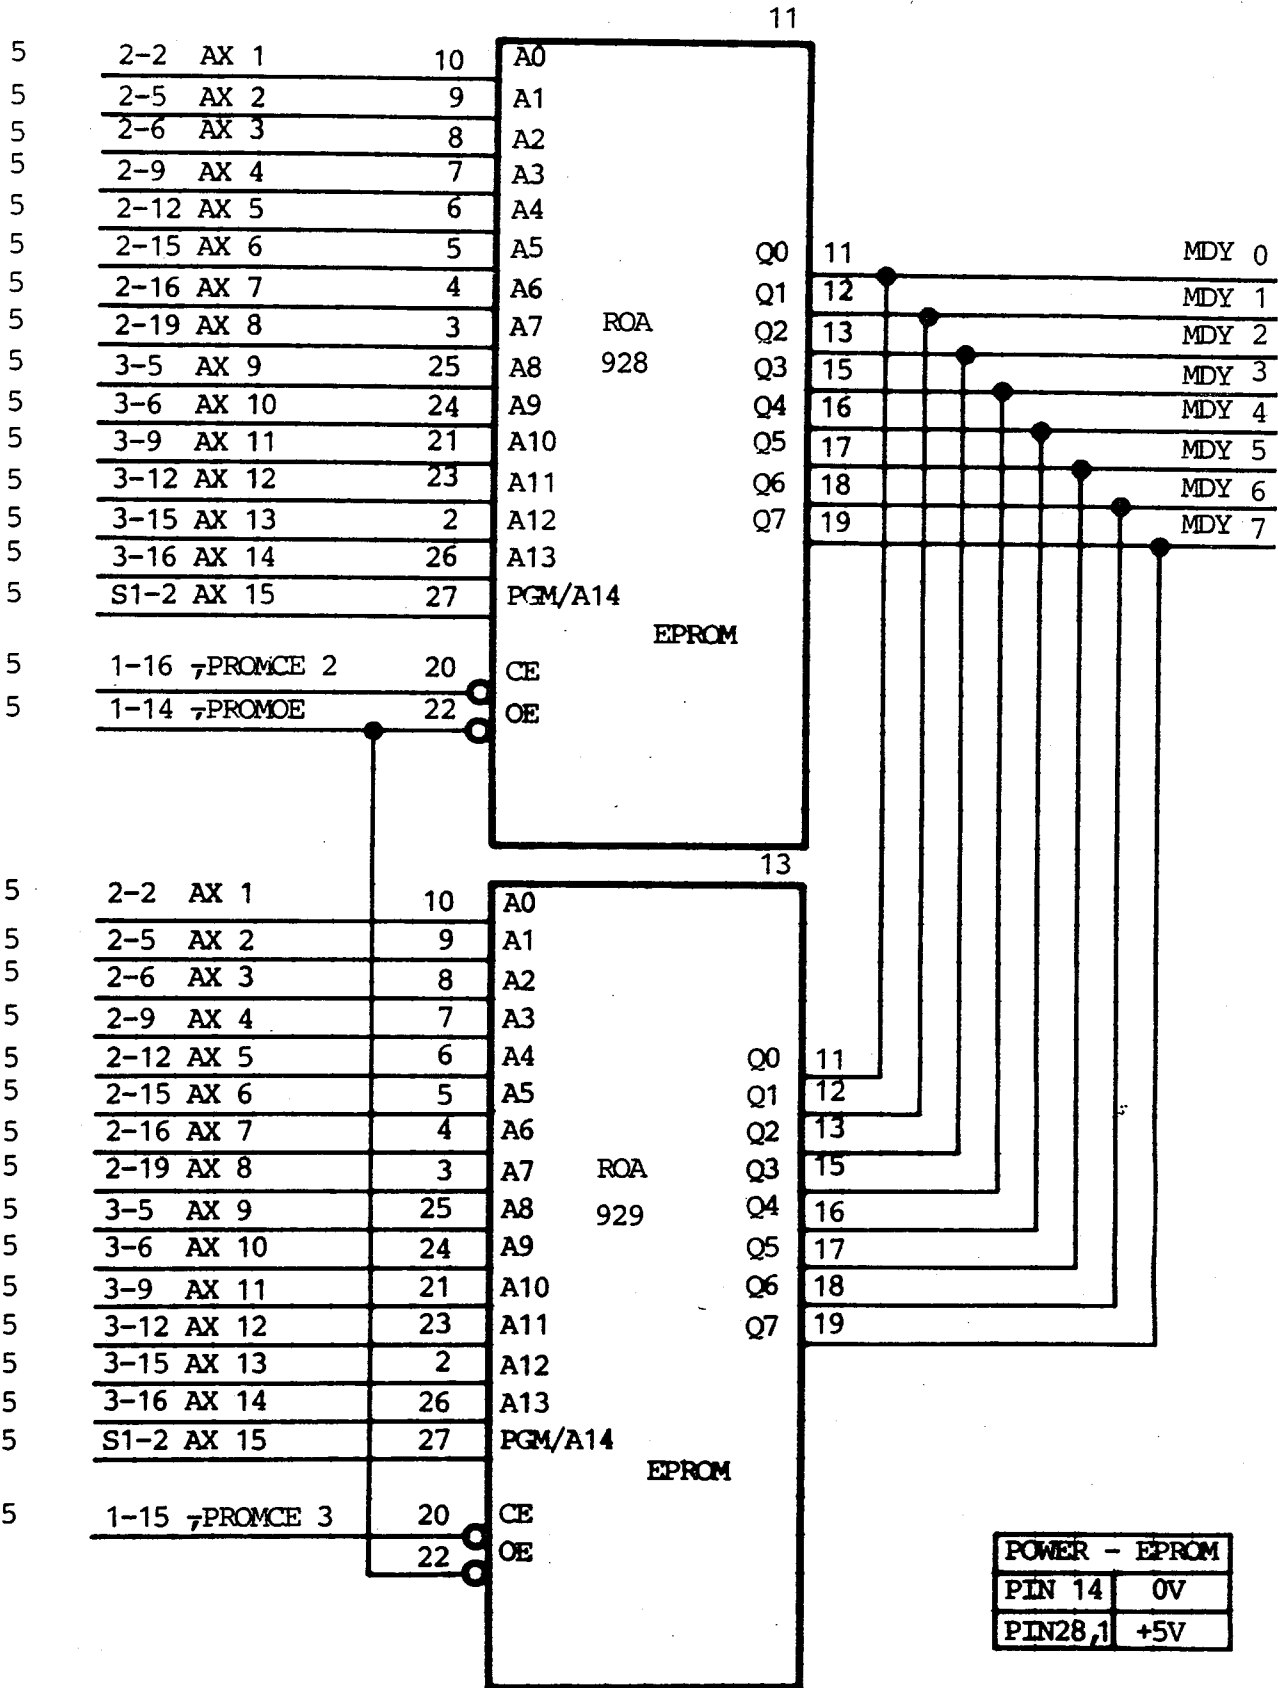 11
5 2-2 AX 1 10 A0
5 2-5 AX 2 9 A1
5 2-6 AX 3 8 A2
5 2-9 AX 4 7 A3
5 2-12 AX 5 6 A4
5 2-15 AX 6 5 A5 Q0 11 MDY 0
5 2-16 AX 7 4 A6 Q1 12 MDY 1
5 2-19 AX 8 3 A7 ROA Q2 13 MDY 2
5 3-5 AX 9 25 A8 928 Q3 15 MDY 3
5 3-6 AX 10 24 A9 Q4 16 MDY 4
5 3-9 AX 11 21 A10 Q5 17 MDY 5
5 3-12 AX 12 23 A11 Q6 18 MDY 6
5 3-15 AX 13 2 A12 Q7 19 MDY 7
5 3-16 AX 14 26 A13
5 S1-2 AX 15 27 PGM/A14
EPROM
5 1-16 ¬PROMCE 2 20 CE
5 1-14 ¬PROMOE 22 OE
13
5 2-2 AX 1 10 A0
5 2-5 AX 2 9 A1
5 2-6 AX 3 8 A2
5 2-9 AX 4 7 A3
5 2-12 AX 5 6 A4 Q0 11
5 2-15 AX 6 5 A5 Q1 12
5 2-16 AX 7 4 A6 Q2 13
5 2-19 AX 8 3 A7 ROA Q3 15
5 3-5 AX 9 25 A8 929 Q4 16
5 3-6 AX 10 24 A9 Q5 17
5 3-9 AX 11 21 A10 Q6 18
5 3-12 AX 12 23 A11 Q7 19
5 3-15 AX 13 2 A12
5 3-16 AX 14 26 A13
5 S1-2 AX 15 27 PGM/A14
EPROM
5 1-15 ¬PROMCE 3 20 CE
22 OE
POWER - EPROM
PIN 14 0V
PIN28,1 +5V